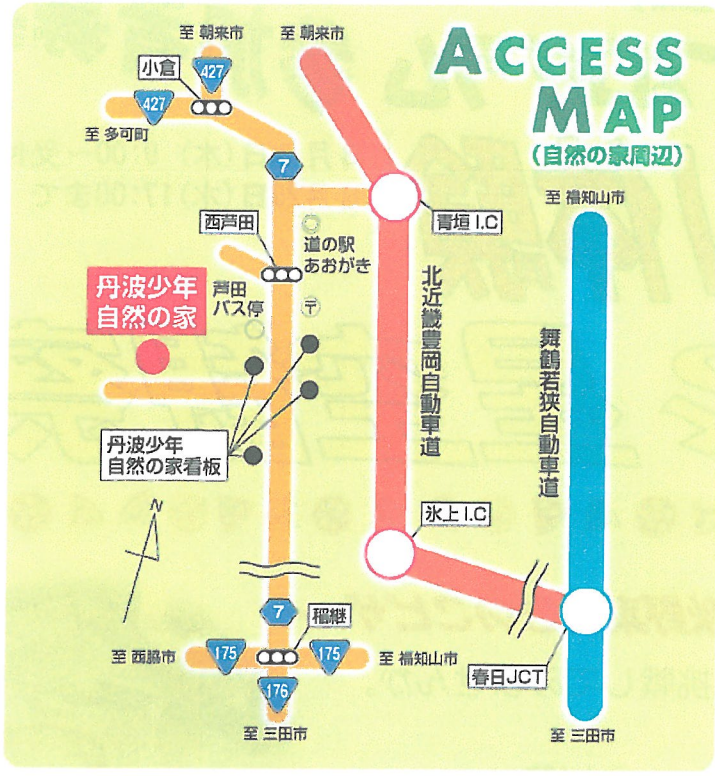 ACCESS
MAP
(自然の家周辺)
至 朝来市
至 朝来市
小倉
427
427
至 多可町
7
至 福知山市
青垣 I.C
西芦田
道の駅
あおがき
丹波少年
自然の家
芦田
バス停
〒
北近畿豊岡自動車道
舞鶴若狭自動車道
丹波少年
自然の家看板
N
氷上 I.C
7
稲継
至 西脇市
175
175
至 福知山市
176
春日JCT
至 三田市
至 三田市